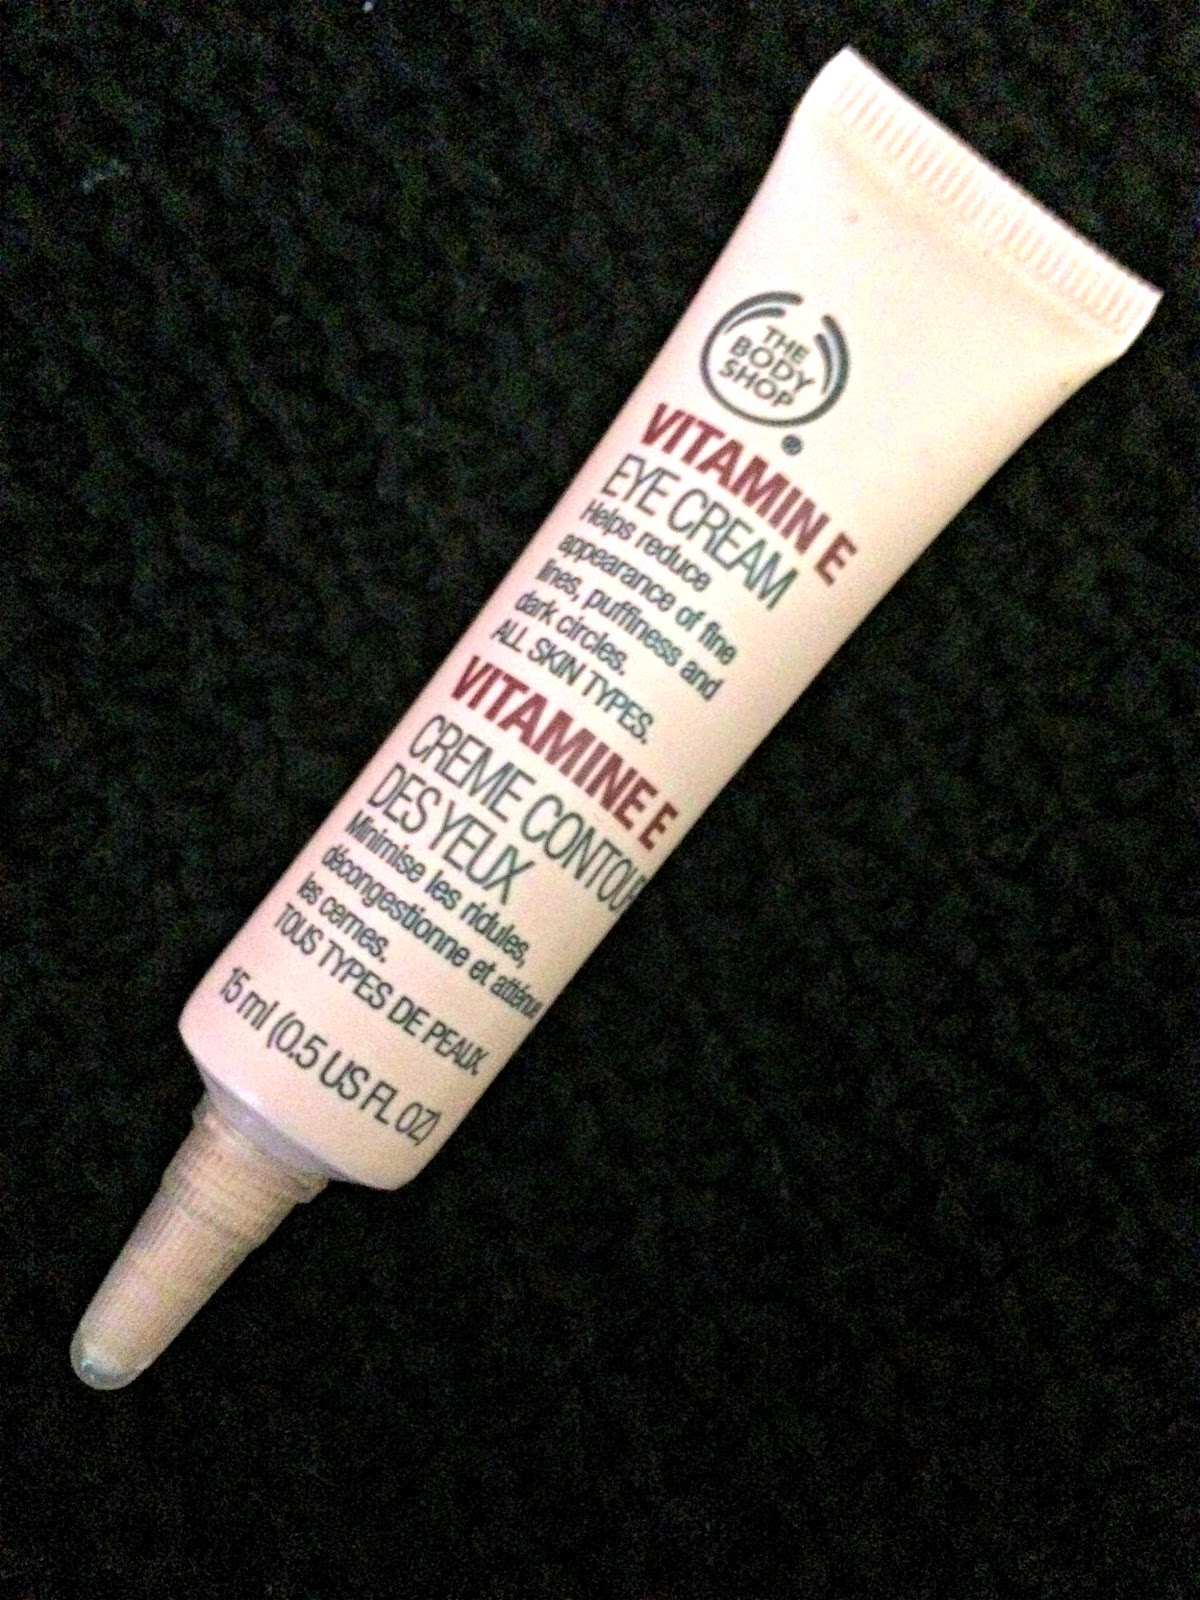 THE
BODY
SHOP
®
VITAMIN E
EYE CREAM
Helps reduce
appearance of fine
lines, puffiness and
dark circles.
ALL SKIN TYPES.
VITAMINE E
CREME CONTOUR
DES YEUX
Minimise les ridules,
décongestionne et atténue
les cernes.
TOUS TYPES DE PEAUX.
15 ml (0.5 US FL OZ)